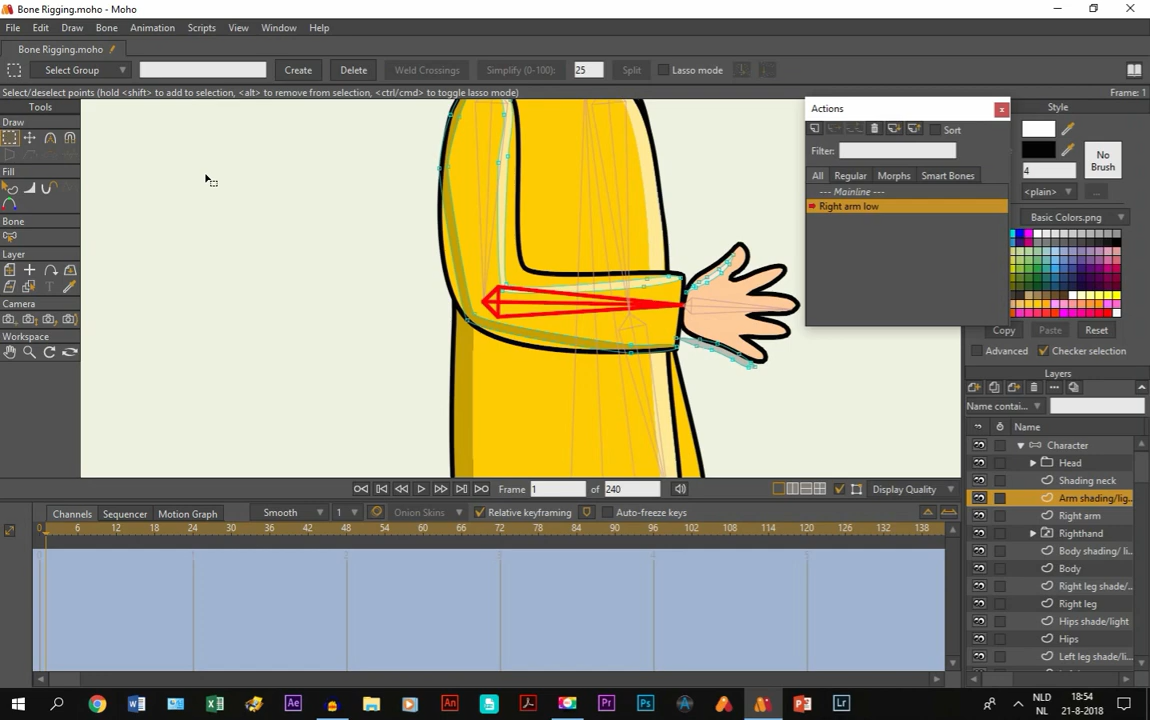 Bone Rigging.moho - Moho
File Edit Draw Bone Animation Scripts View Window Help
Bone Rigging.moho
Select Group Create Delete Weld Crossings Simplify (0-100): 25 Split Lasso mode
Select/deselect points (hold <shift> to add to selection, <alt> to remove from selection, <ctrl/cmd> to toggle lasso mode) Frame: 1
Tools
Draw
Fill
Bone
Layer
Camera
Workspace
Actions
Sort
Filter:
All Regular Morphs Smart Bones
--- Mainline ---
Right arm low
Style
No Brush
4
<plain> ...
Basic Colors.png
Copy Paste Reset
Advanced Checker selection
Layers
Name contai...
Name
Character
Head
Shading neck
Arm shading/lig...
Right arm
Righthand
Body shading/ li...
Body
Right leg shade/...
Right leg
Hips shade/light
Hips
Left leg shade/li...
Frame 1 of 240 Display Quality
Channels Sequencer Motion Graph Smooth 1 Onion Skins Relative keyframing Auto-freeze keys
0 6 12 18 24 30 36 42 48 54 60 66 72 78 84 90 96 102 108 114 120 126 132 138
0 1 2 3 4 5
NLD 18:54
NL 21-8-2018